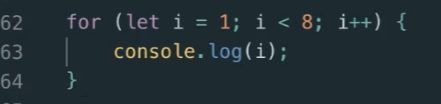 62 for (let i = 1; i < 8; i++) {
63     console.log(i);
64 }